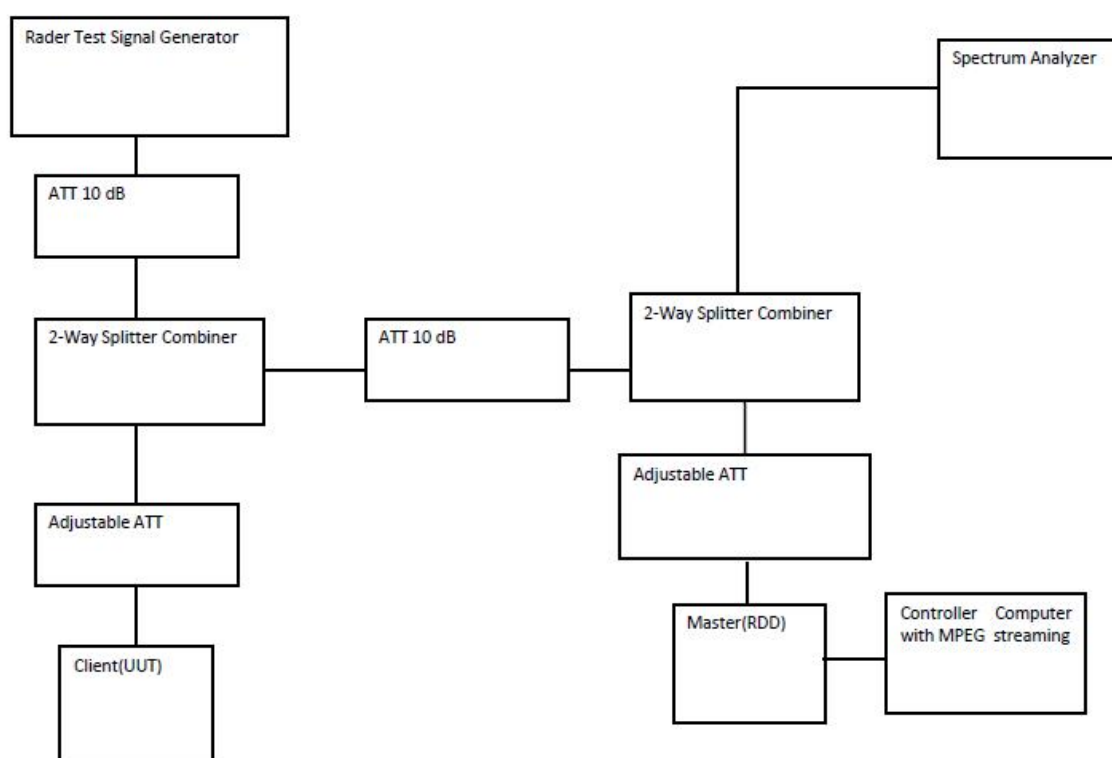 Rader Test Signal Generator
Spectrum Analyzer
ATT 10 dB
2-Way Splitter Combiner
ATT 10 dB
2-Way Splitter Combiner
Adjustable ATT
Adjustable ATT
Client(UUT)
Master(RDD)
Controller Computer
with MPEG streaming